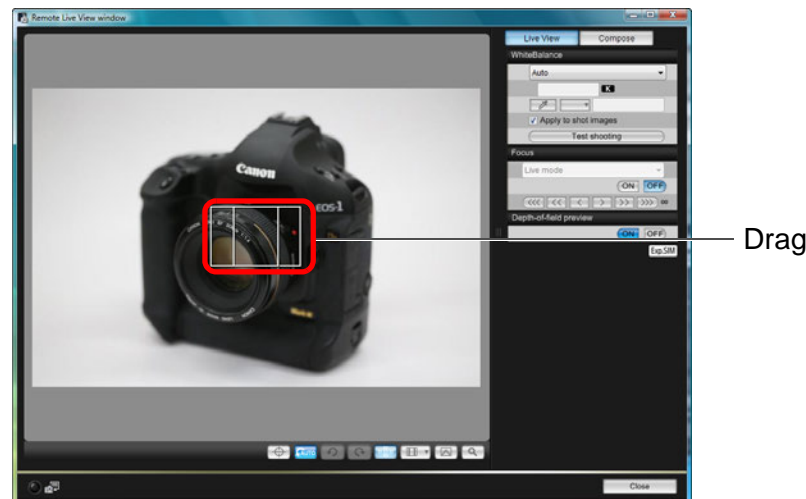 Remote Live View window
Live View Compose
WhiteBalance
Auto
K
Apply to shot images
Test shooting
Focus
Live mode
ON OFF
<<< << < > >> >>> ∞
Depth-of-field preview
ON OFF
Exp.SIM
Canon
EOS-1
Drag
AUTO
Close